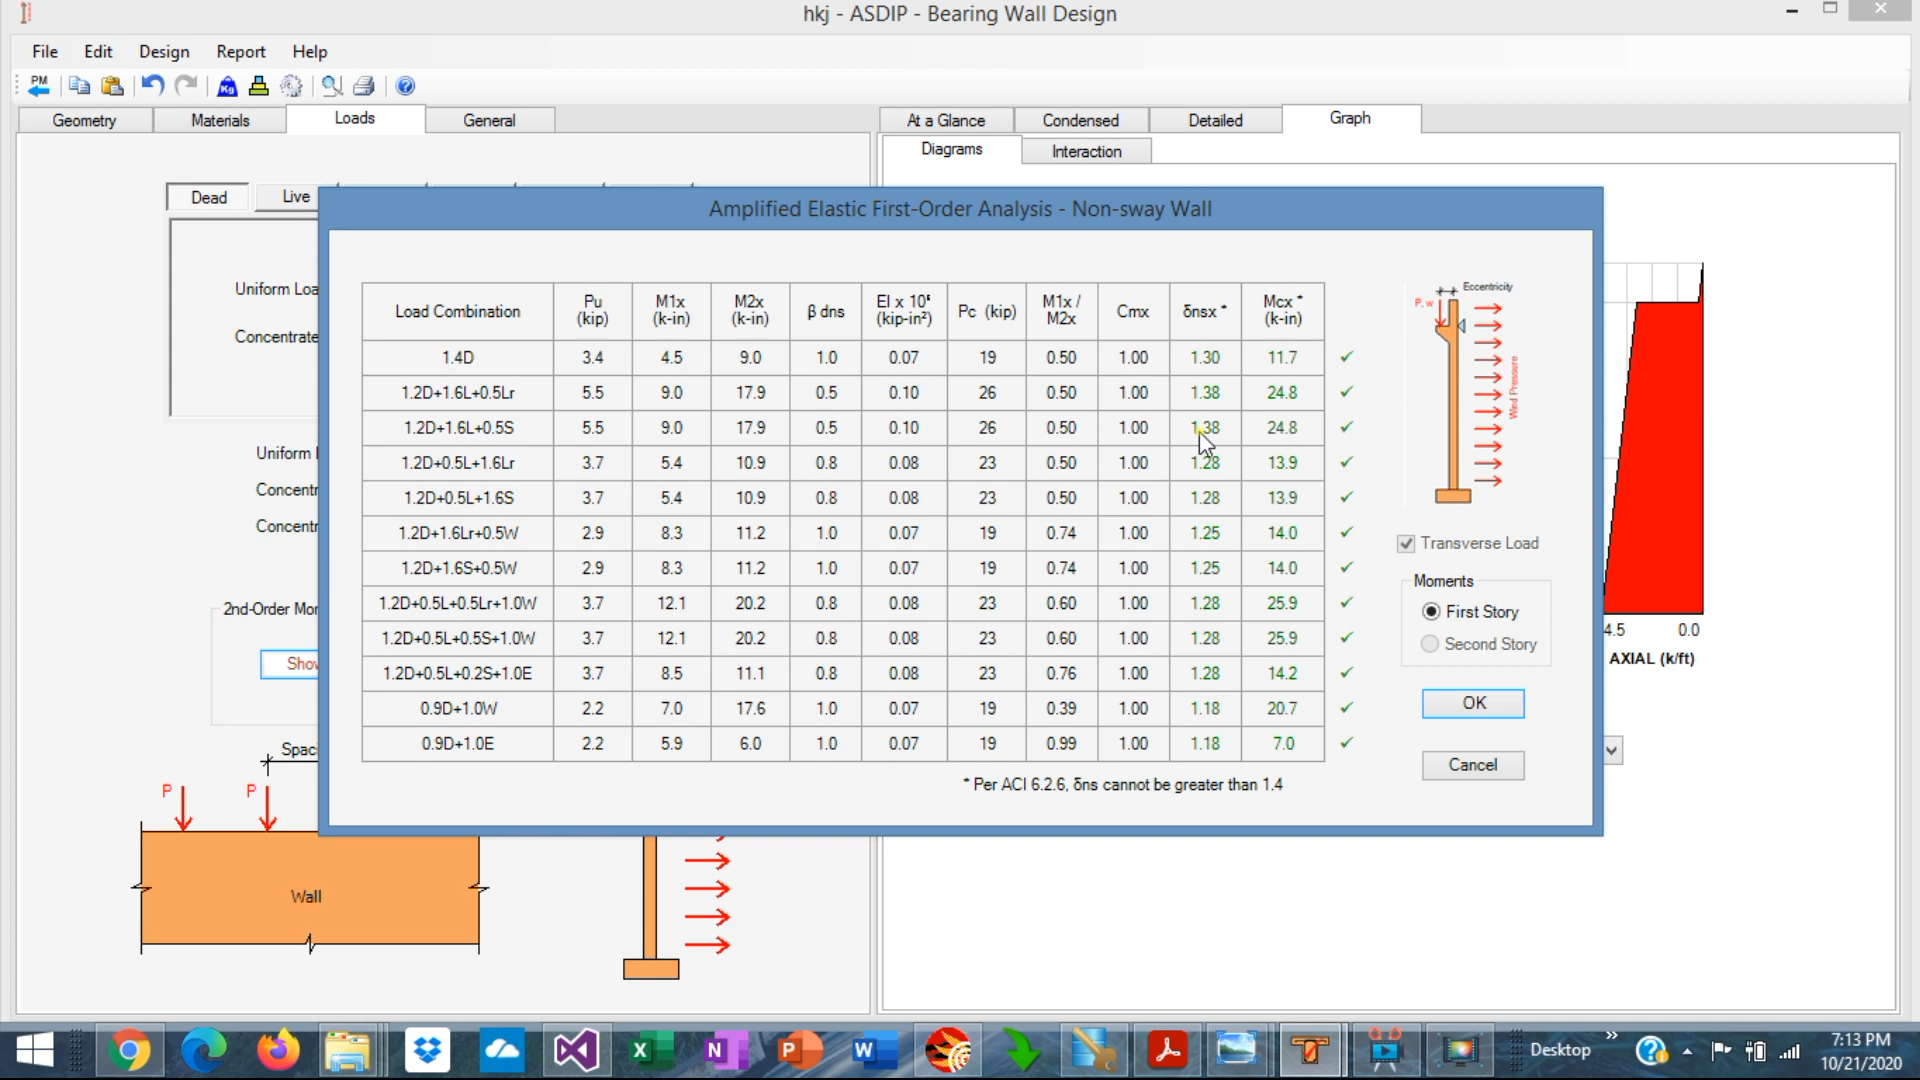 hkj - ASDIP - Bearing Wall Design
File Edit Design Report Help
PM
Kg
Geometry Materials Loads General
At a Glance Condensed Detailed Graph
Diagrams Interaction
Dead Live
Uniform Loa
Concentrate
Uniform
Concentr
Concentr
2nd-Order Mor
Show
Spac
P P
Wall
Amplified Elastic First-Order Analysis - Non-sway Wall
Load Combination Pu (kip) M1x (k-in) M2x (k-in) β dns EI x 10⁶ (kip-in²) Pc (kip) M1x / M2x Cmx δnsx * Mcx * (k-in)
1.4D 3.4 4.5 9.0 1.0 0.07 19 0.50 1.00 1.30 11.7 ✓
1.2D+1.6L+0.5Lr 5.5 9.0 17.9 0.5 0.10 26 0.50 1.00 1.38 24.8 ✓
1.2D+1.6L+0.5S 5.5 9.0 17.9 0.5 0.10 26 0.50 1.00 1.38 24.8 ✓
1.2D+0.5L+1.6Lr 3.7 5.4 10.9 0.8 0.08 23 0.50 1.00 1.28 13.9 ✓
1.2D+0.5L+1.6S 3.7 5.4 10.9 0.8 0.08 23 0.50 1.00 1.28 13.9 ✓
1.2D+1.6Lr+0.5W 2.9 8.3 11.2 1.0 0.07 19 0.74 1.00 1.25 14.0 ✓
1.2D+1.6S+0.5W 2.9 8.3 11.2 1.0 0.07 19 0.74 1.00 1.25 14.0 ✓
1.2D+0.5L+0.5Lr+1.0W 3.7 12.1 20.2 0.8 0.08 23 0.60 1.00 1.28 25.9 ✓
1.2D+0.5L+0.5S+1.0W 3.7 12.1 20.2 0.8 0.08 23 0.60 1.00 1.28 25.9 ✓
1.2D+0.5L+0.2S+1.0E 3.7 8.5 11.1 0.8 0.08 23 0.76 1.00 1.28 14.2 ✓
0.9D+1.0W 2.2 7.0 17.6 1.0 0.07 19 0.39 1.00 1.18 20.7 ✓
0.9D+1.0E 2.2 5.9 6.0 1.0 0.07 19 0.99 1.00 1.18 7.0 ✓
* Per ACI 6.2.6, δns cannot be greater than 1.4
Eccentricity
P, w
Wind Pressure
Transverse Load
Moments
First Story
Second Story
OK
Cancel
4.5 0.0
AXIAL (k/ft)
Desktop
7:13 PM
10/21/2020